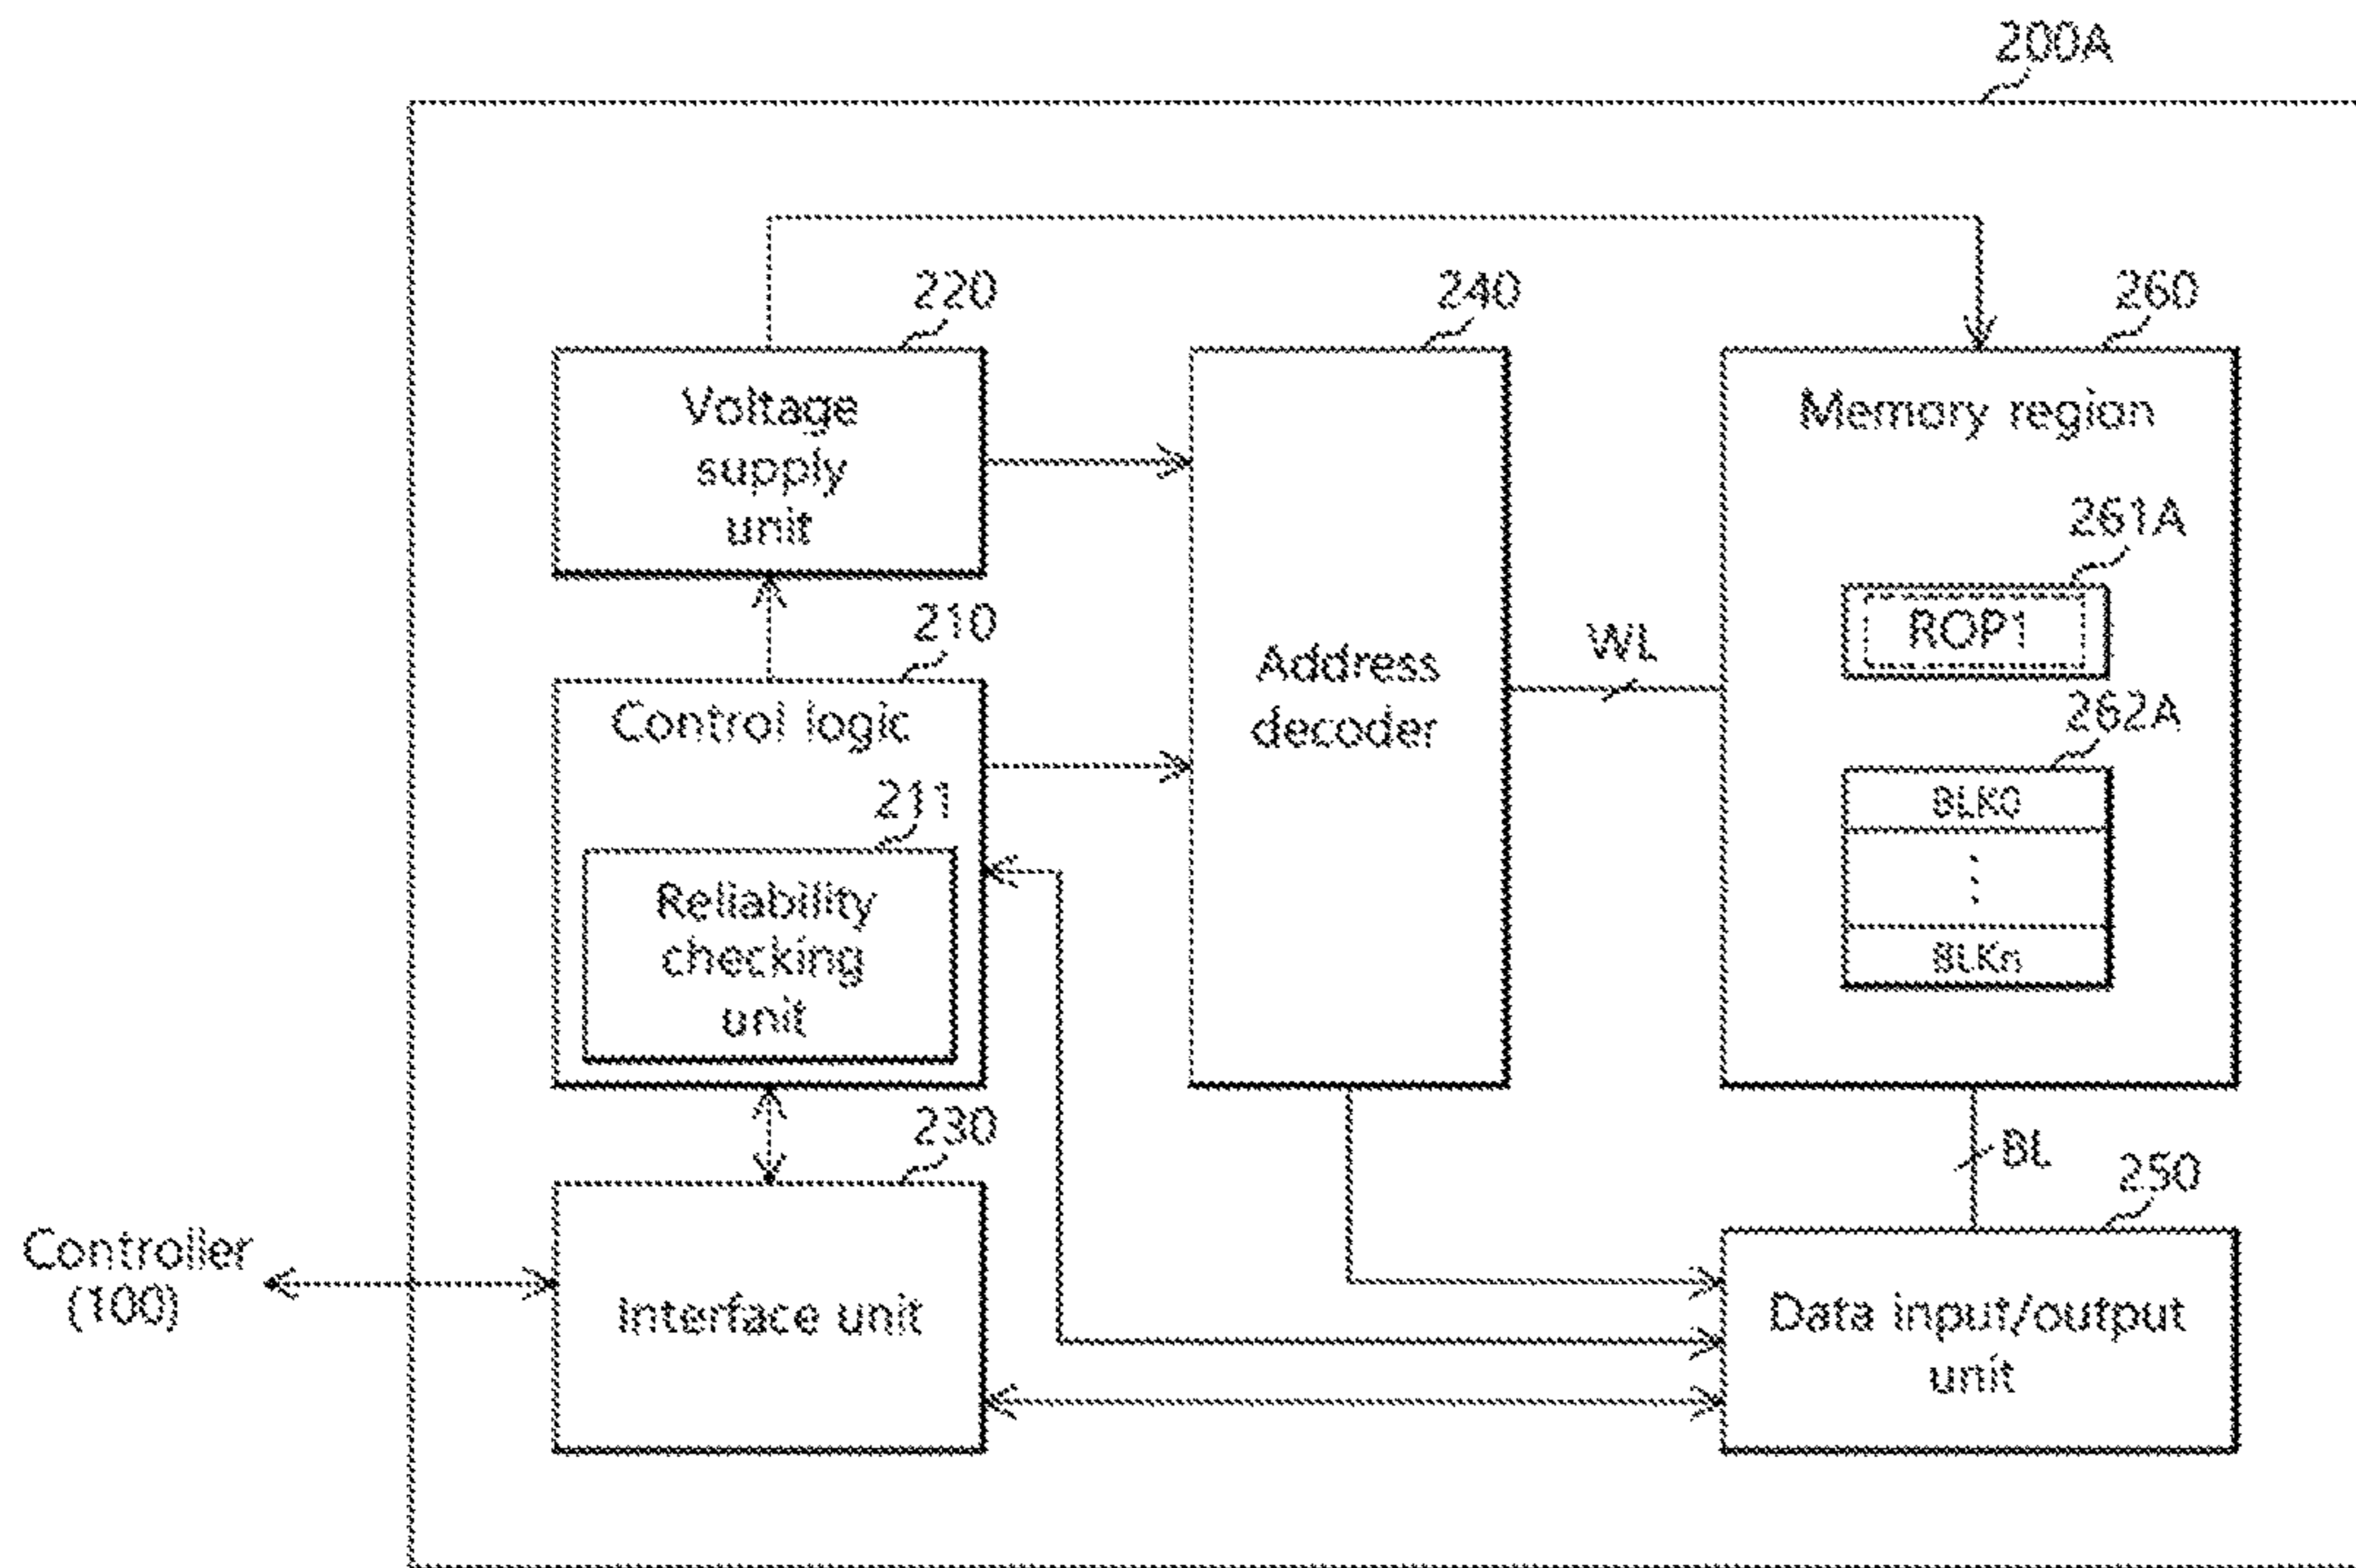 200A
220
240
260
Voltage
supply
unit
Memory region
261A
ROP1
210
Control logic
Address
decoder
WL
262A
BLK0
BLKn
211
Reliability
checking
unit
230
BL
250
Controller
(100)
Interface unit
Data input/output
unit